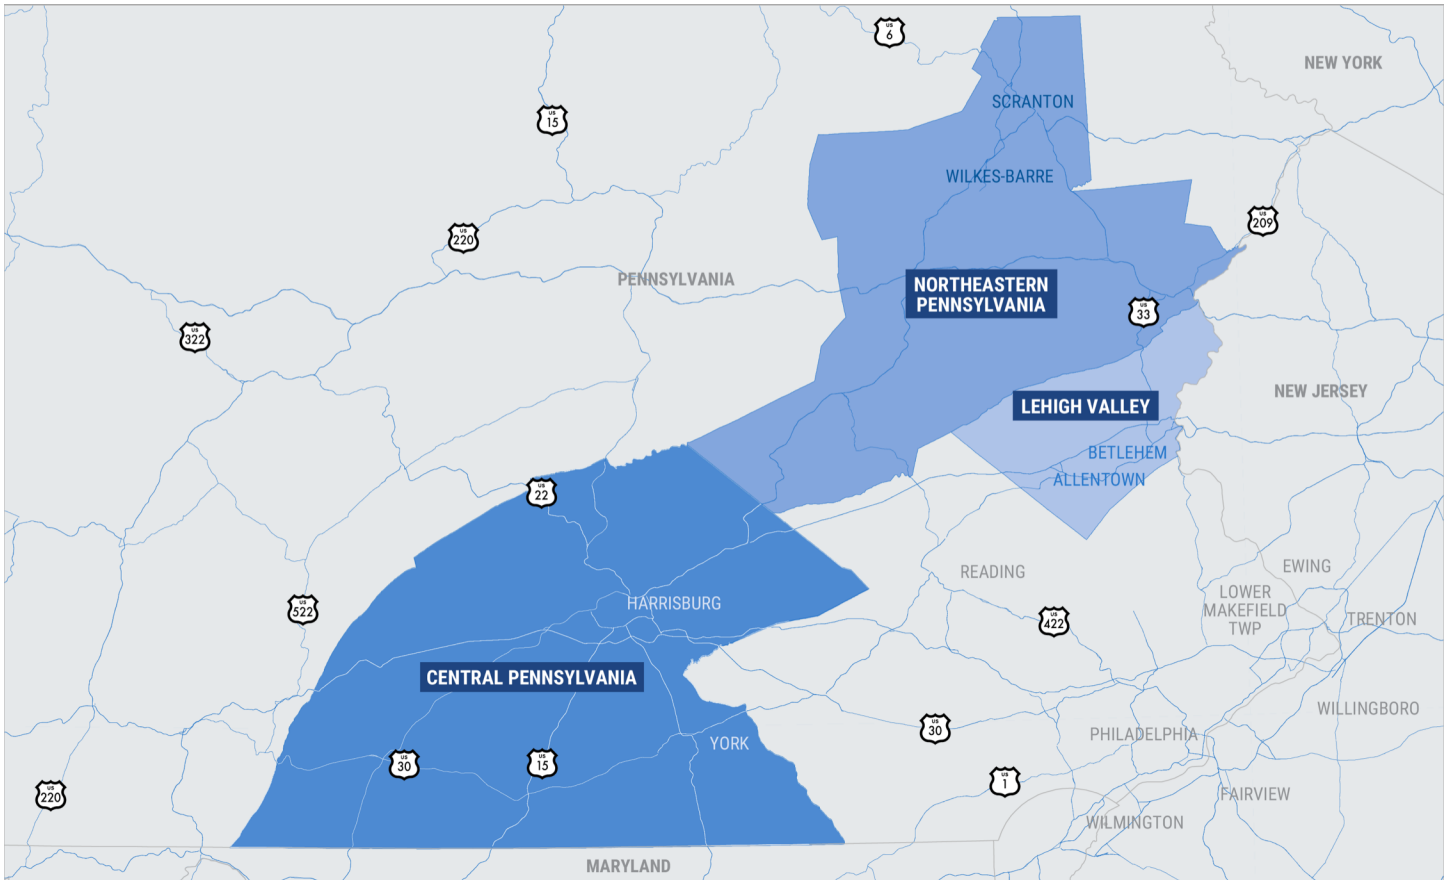 US
6
NEW YORK
SCRANTON
US
15
WILKES-BARRE
US
209
US
220
PENNSYLVANIA
NORTHEASTERN
PENNSYLVANIA
US
33
US
322
NEW JERSEY
LEHIGH VALLEY
BETLEHEM
ALLENTOWN
US
22
READING
EWING
LOWER
MAKEFIELD
TWP
US
522
HARRISBURG
US
422
TRENTON
CENTRAL PENNSYLVANIA
WILLINGBORO
US
30
PHILADELPHIA
YORK
US
30
US
15
US
1
US
220
FAIRVIEW
WILMINGTON
MARYLAND